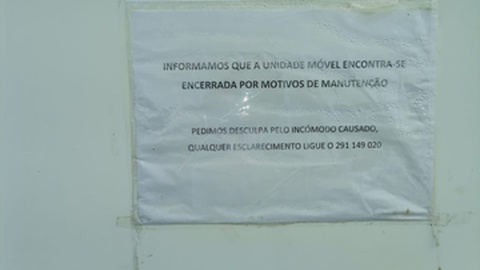 INFORMAMOS QUE A UNIDADE MÓVEL ENCONTRA-SE
ENCERRADA POR MOTIVOS DE MANUTENÇÃO
PEDIMOS DESCULPA PELO INCÓMODO CAUSADO,
QUALQUER ESCLARECIMENTO LIGUE O 291 149 020